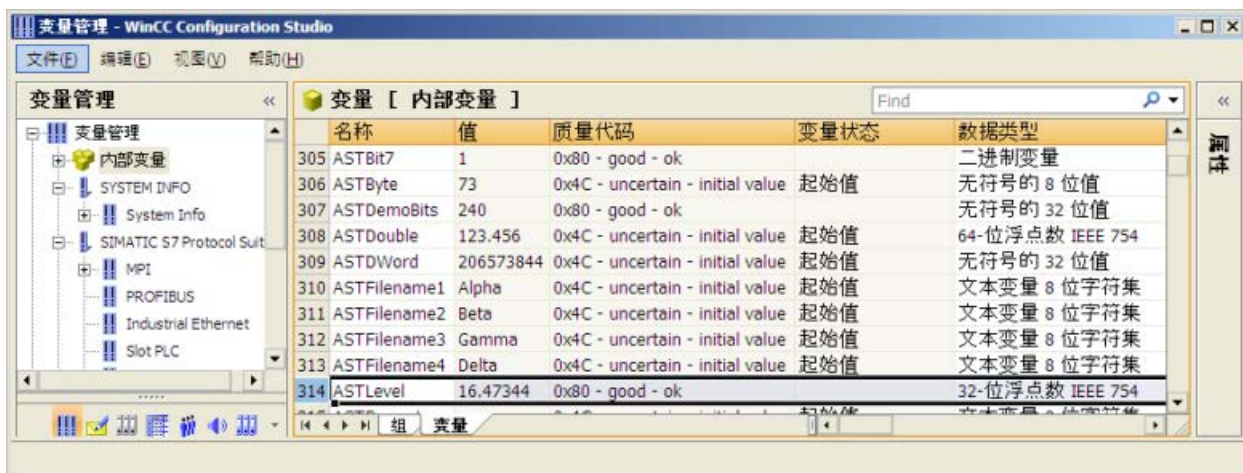 变量管理 - WinCC Configuration Studio
文件(F) 编辑(E) 视图(V) 帮助(H)
变量管理 «
变量管理
内部变量
SYSTEM INFO
System Info
SIMATIC S7 Protocol Suit
MPI
PROFIBUS
Industrial Ethernet
Slot PLC
变量 [ 内部变量 ] Find
名称 值 质量代码 变量状态 数据类型
305 ASTBit7 1 0x80 - good - ok 二进制变量
306 ASTByte 73 0x4C - uncertain - initial value 起始值 无符号的 8 位值
307 ASTDemoBits 240 0x80 - good - ok 无符号的 32 位值
308 ASTDouble 123.456 0x4C - uncertain - initial value 起始值 64-位浮点数 IEEE 754
309 ASTDWord 206573844 0x4C - uncertain - initial value 起始值 无符号的 32 位值
310 ASTFilename1 Alpha 0x4C - uncertain - initial value 起始值 文本变量 8 位字符集
311 ASTFilename2 Beta 0x4C - uncertain - initial value 起始值 文本变量 8 位字符集
312 ASTFilename3 Gamma 0x4C - uncertain - initial value 起始值 文本变量 8 位字符集
313 ASTFilename4 Delta 0x4C - uncertain - initial value 起始值 文本变量 8 位字符集
314 ASTLevel 16.47344 0x80 - good - ok 32-位浮点数 IEEE 754
组 变量
«
属性